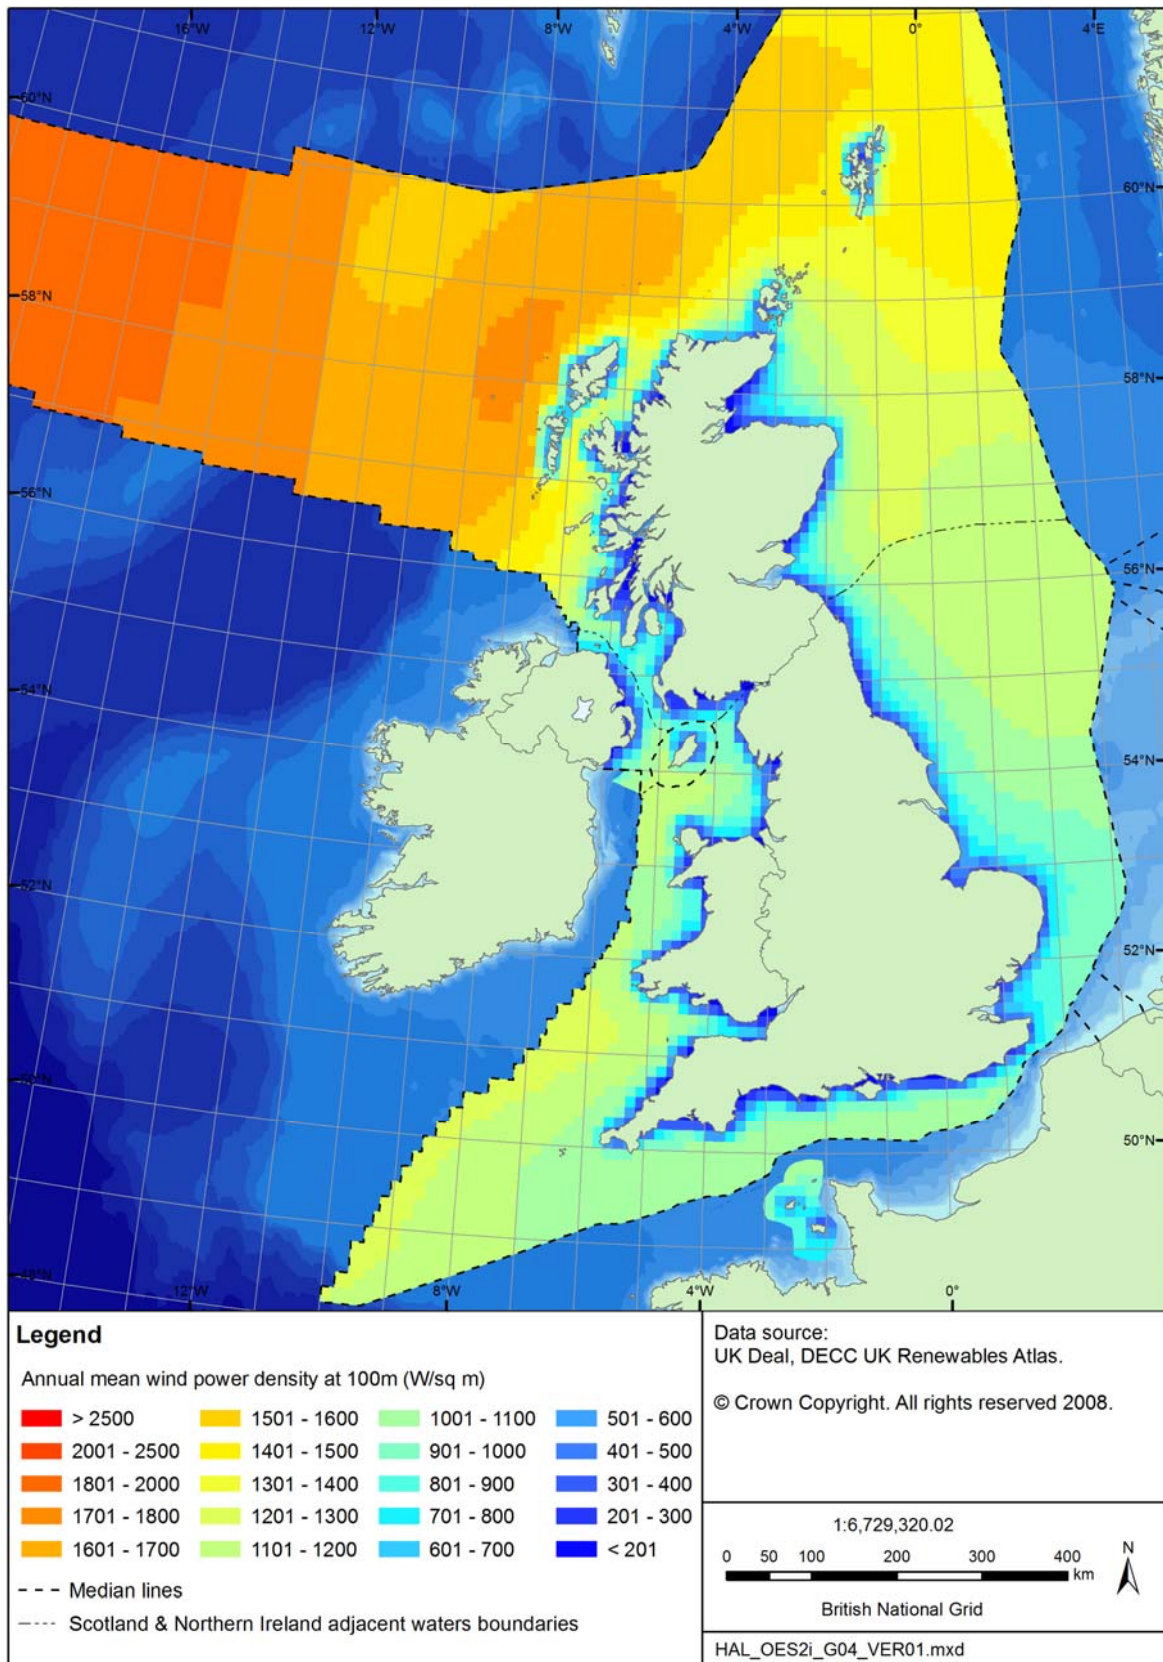 16°W 12°W 8°W 4°W 0° 4°E
60°N
60°N
58°N
58°N
56°N
56°N
54°N
54°N
52°N
52°N
50°N
50°N
48°N
12°W 8°W 4°W 0°
Legend
Annual mean wind power density at 100m (W/sq m)
> 2500
2001 - 2500
1801 - 2000
1701 - 1800
1601 - 1700
1501 - 1600
1401 - 1500
1301 - 1400
1201 - 1300
1101 - 1200
1001 - 1100
901 - 1000
801 - 900
701 - 800
601 - 700
501 - 600
401 - 500
301 - 400
201 - 300
< 201
Median lines
Scotland & Northern Ireland adjacent waters boundaries
Data source:
UK Deal, DECC UK Renewables Atlas.
© Crown Copyright. All rights reserved 2008.
1:6,729,320.02
0 50 100 200 300 400
km
N
British National Grid
HAL_OES2i_G04_VER01.mxd